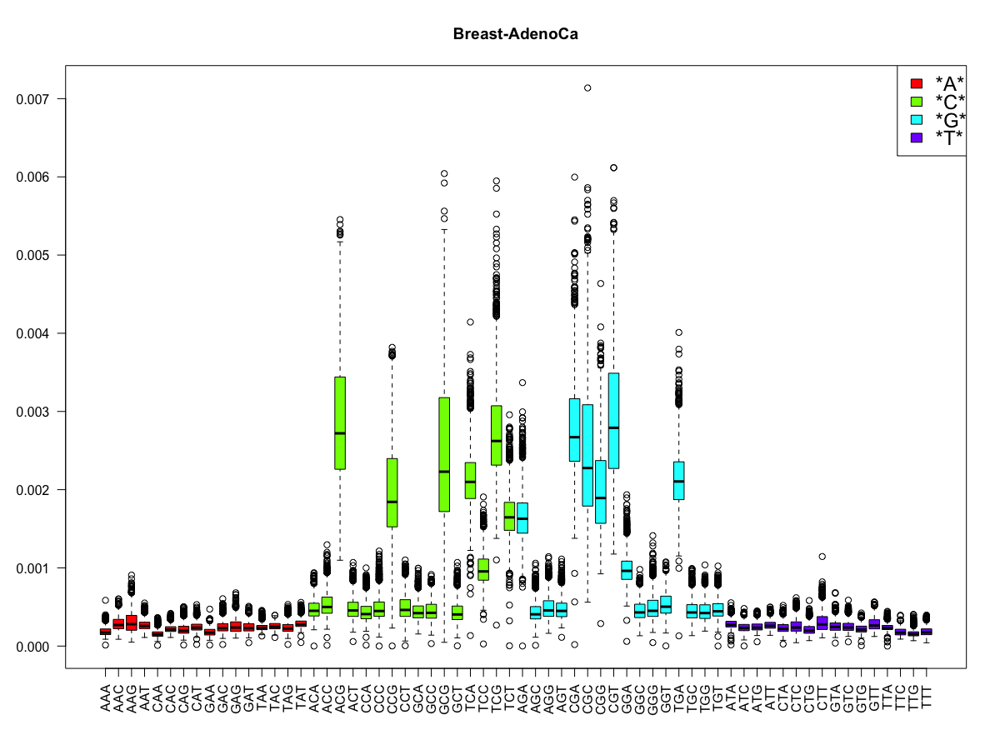 Breast-AdenoCa
*A*
*C*
*G*
*T*
0.007
0.006
0.005
0.004
0.003
0.002
0.001
0.000
AAA
AAC
AAG
AAT
CAA
CAC
CAG
CAT
GAA
GAC
GAG
GAT
TAA
TAC
TAG
TAT
ACA
ACC
ACG
ACT
CCA
CCC
CCG
CCT
GCA
GCC
GCG
GCT
TCA
TCC
TCG
TCT
AGA
AGC
AGG
AGT
CGA
CGC
CGG
CGT
GGA
GGC
GGG
GGT
TGA
TGC
TGG
TGT
ATA
ATC
ATG
ATT
CTA
CTC
CTG
CTT
GTA
GTC
GTG
GTT
TTA
TTC
TTG
TTT